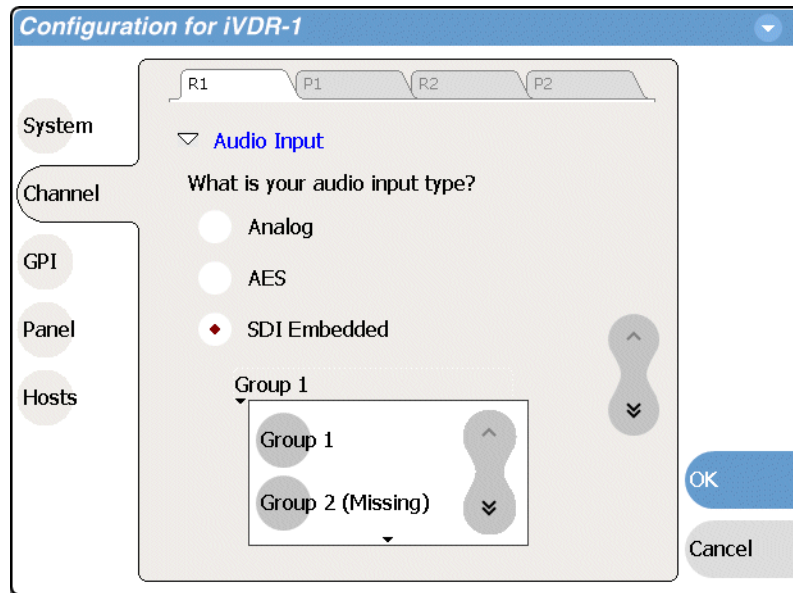 Configuration for iVDR-1
R1
P1
R2
P2
System
Channel
GPI
Panel
Hosts
Audio Input
What is your audio input type?
Analog
AES
SDI Embedded
Group 1
Group 1
Group 2 (Missing)
OK
Cancel